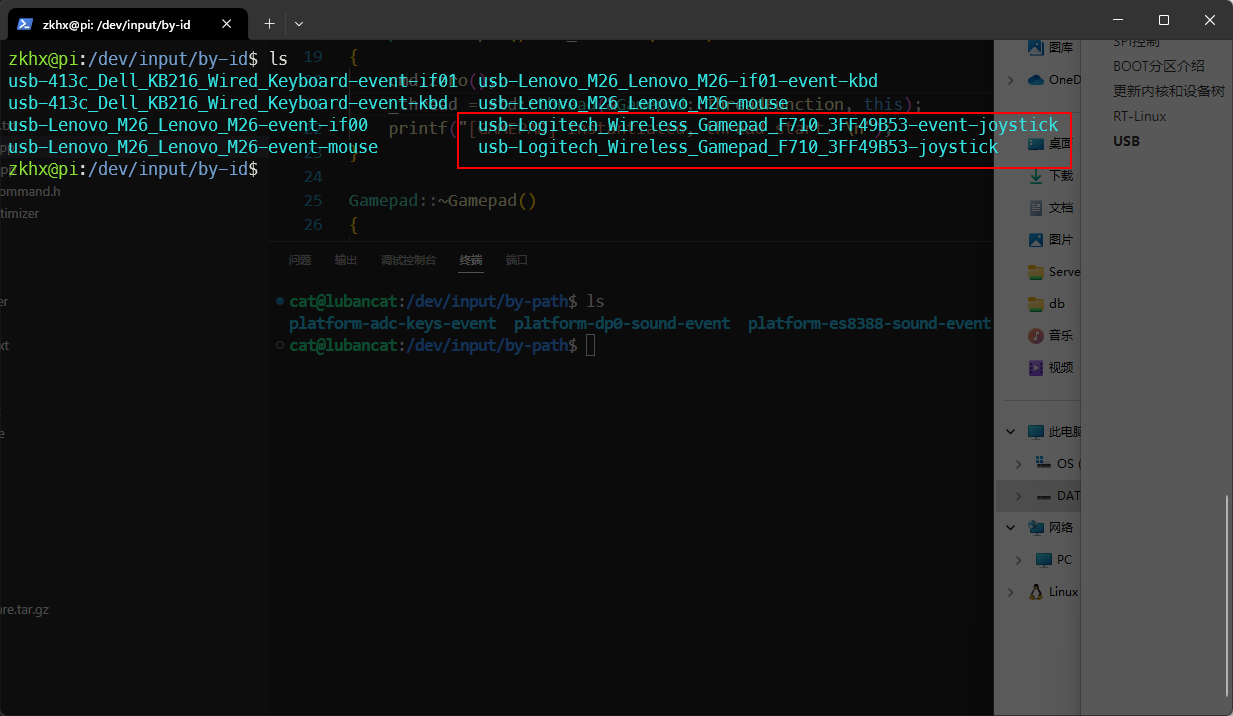 zkhx@pi: /dev/input/by-id
zkhx@pi:/dev/input/by-id$ ls
usb-413c_Dell_KB216_Wired_Keyboard-event-if01 usb-Lenovo_M26_Lenovo_M26-if01-event-kbd
usb-413c_Dell_KB216_Wired_Keyboard-event-kbd usb-Lenovo_M26_Lenovo_M26-mouse
usb-Lenovo_M26_Lenovo_M26-event-if00 usb-Logitech_Wireless_Gamepad_F710_3FF49B53-event-joystick
usb-Lenovo_M26_Lenovo_M26-event-mouse usb-Logitech_Wireless_Gamepad_F710_3FF49B53-joystick
zkhx@pi:/dev/input/by-id$
19 {
this);
printf(
24
25 Gamepad::~Gamepad()
26 {
ommand.h
timizer
er
xt
re.tar.gz
问题 输出 调试控制台 终端 端口
cat@lubancat:/dev/input/by-path$ ls
platform-adc-keys-event platform-dp0-sound-event platform-es8388-sound-event
cat@lubancat:/dev/input/by-path$
图库
OneD
桌面
下载
文档
图片
Serve
db
音乐
视频
此电脑
OS (
DAT
网络
PC
Linux
SPI控制
BOOT分区介绍
更新内核和设备树
RT-Linux
USB